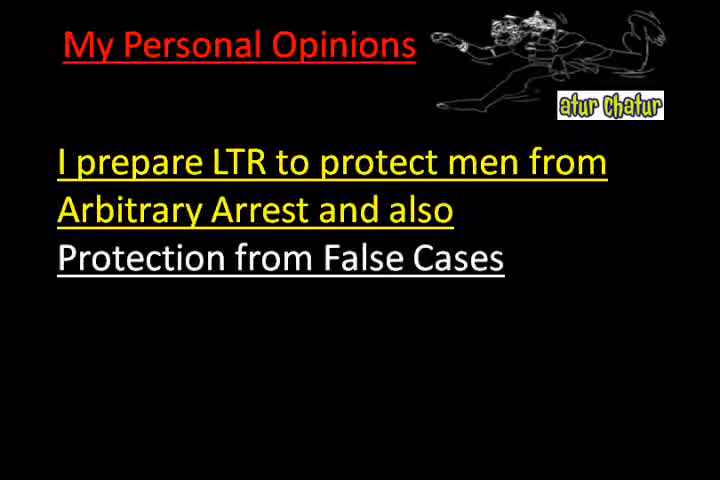 My Personal Opinions
atur chatur
I prepare LTR to protect men from
Arbitrary Arrest and also
Protection from False Cases